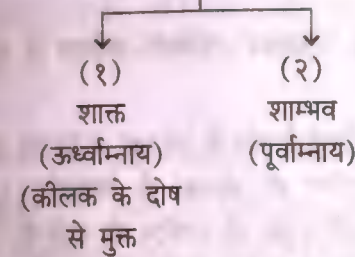 (१) (२)
शाक्त शाम्भव
(ऊर्ध्वाम्नाय) (पूर्वाम्नाय)
(कीलक के दोष
से मुक्त